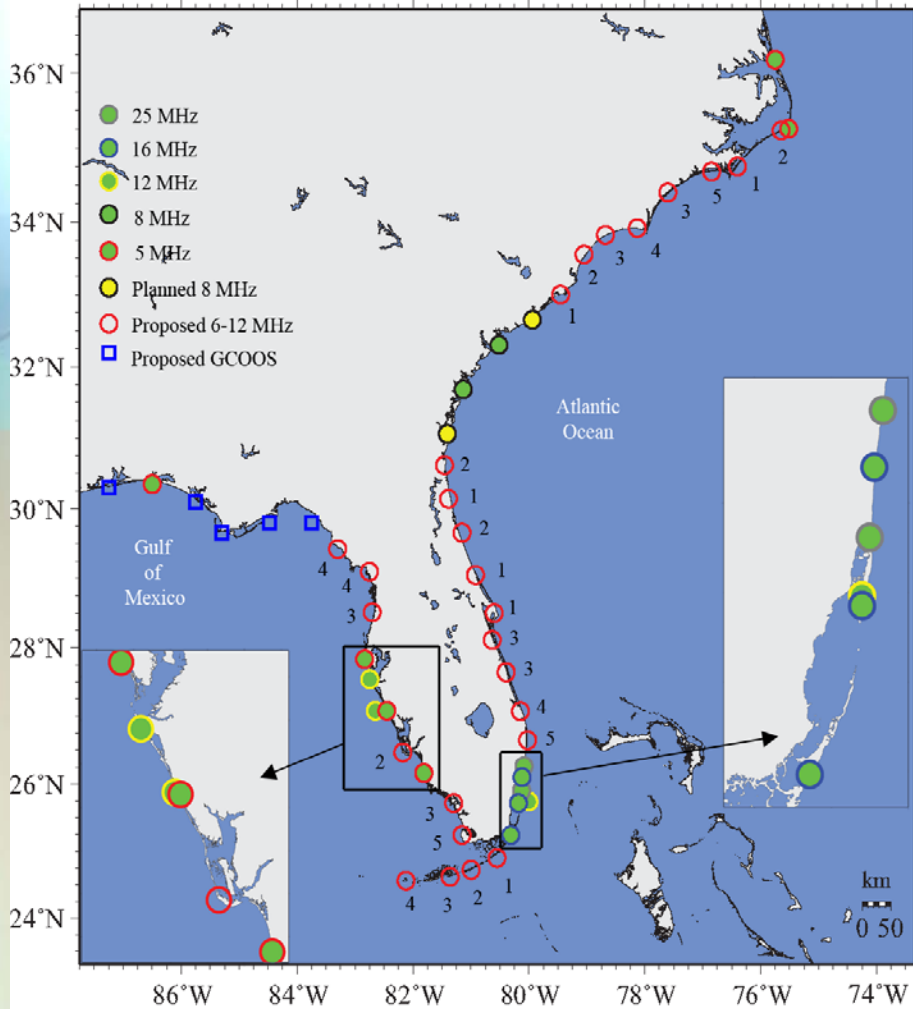 36°N
34°N
32°N
30°N
28°N
26°N
24°N
25 MHz
16 MHz
12 MHz
8 MHz
5 MHz
Planned 8 MHz
Proposed 6-12 MHz
Proposed GCOOS
2
1
5
3
4
3
2
1
Atlantic
Ocean
2
1
2
1
1
3
3
4
5
Gulf
of
Mexico
4
4
3
2
3
5
4
3
2
1
km
0 50
86°W
82°W
80°W
78°W
76°W
74°W